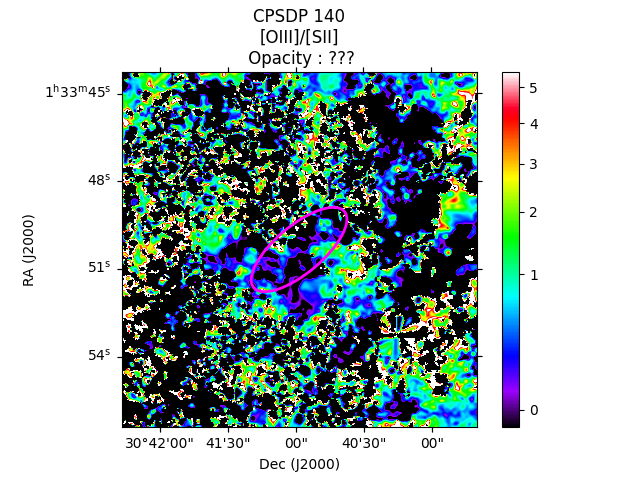 CPSDP 140
[OIII]/[SII]
Opacity : ???
1ʰ33ᵐ45ˢ
48ˢ
51ˢ
54ˢ
RA (J2000)
30°42'00" 41'30" 00" 40'30" 00"
Dec (J2000)
5
4
3
2
1
0